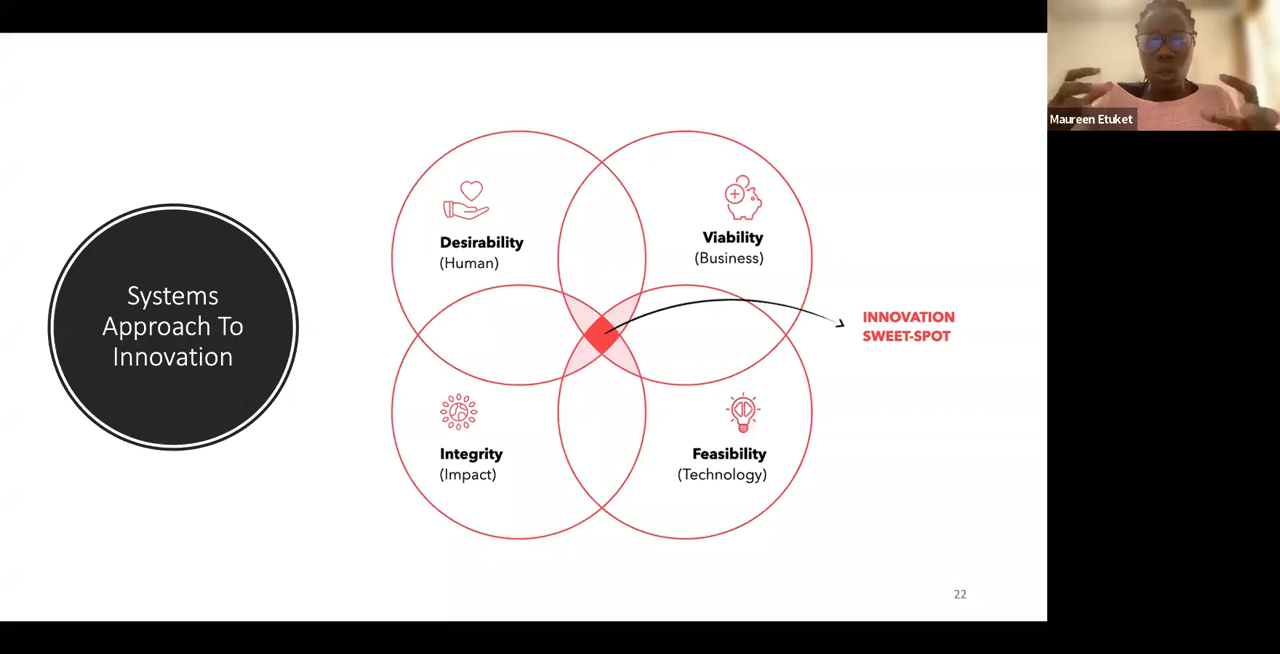 Systems
Approach To
Innovation
Desirability
(Human)
Viability
(Business)
INNOVATION
SWEET-SPOT
Integrity
(Impact)
Feasibility
(Technology)
22
Maureen Etuket